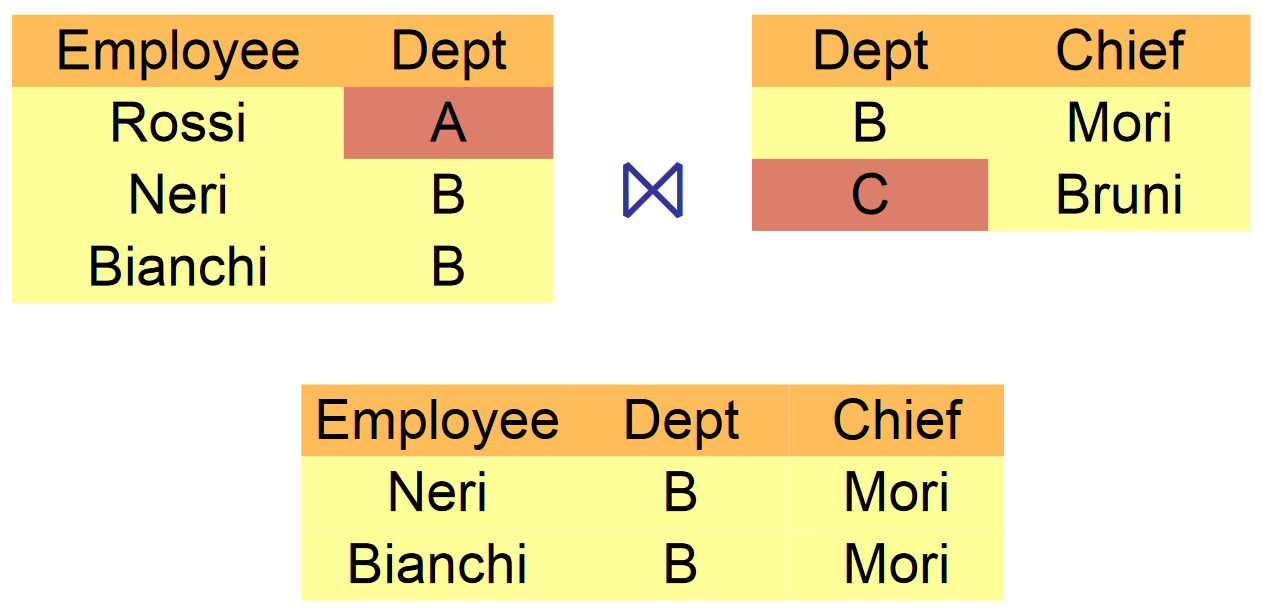 Employee Dept
Rossi A
Neri B
Bianchi B
⋈
Dept Chief
B Mori
C Bruni
Employee Dept Chief
Neri B Mori
Bianchi B Mori